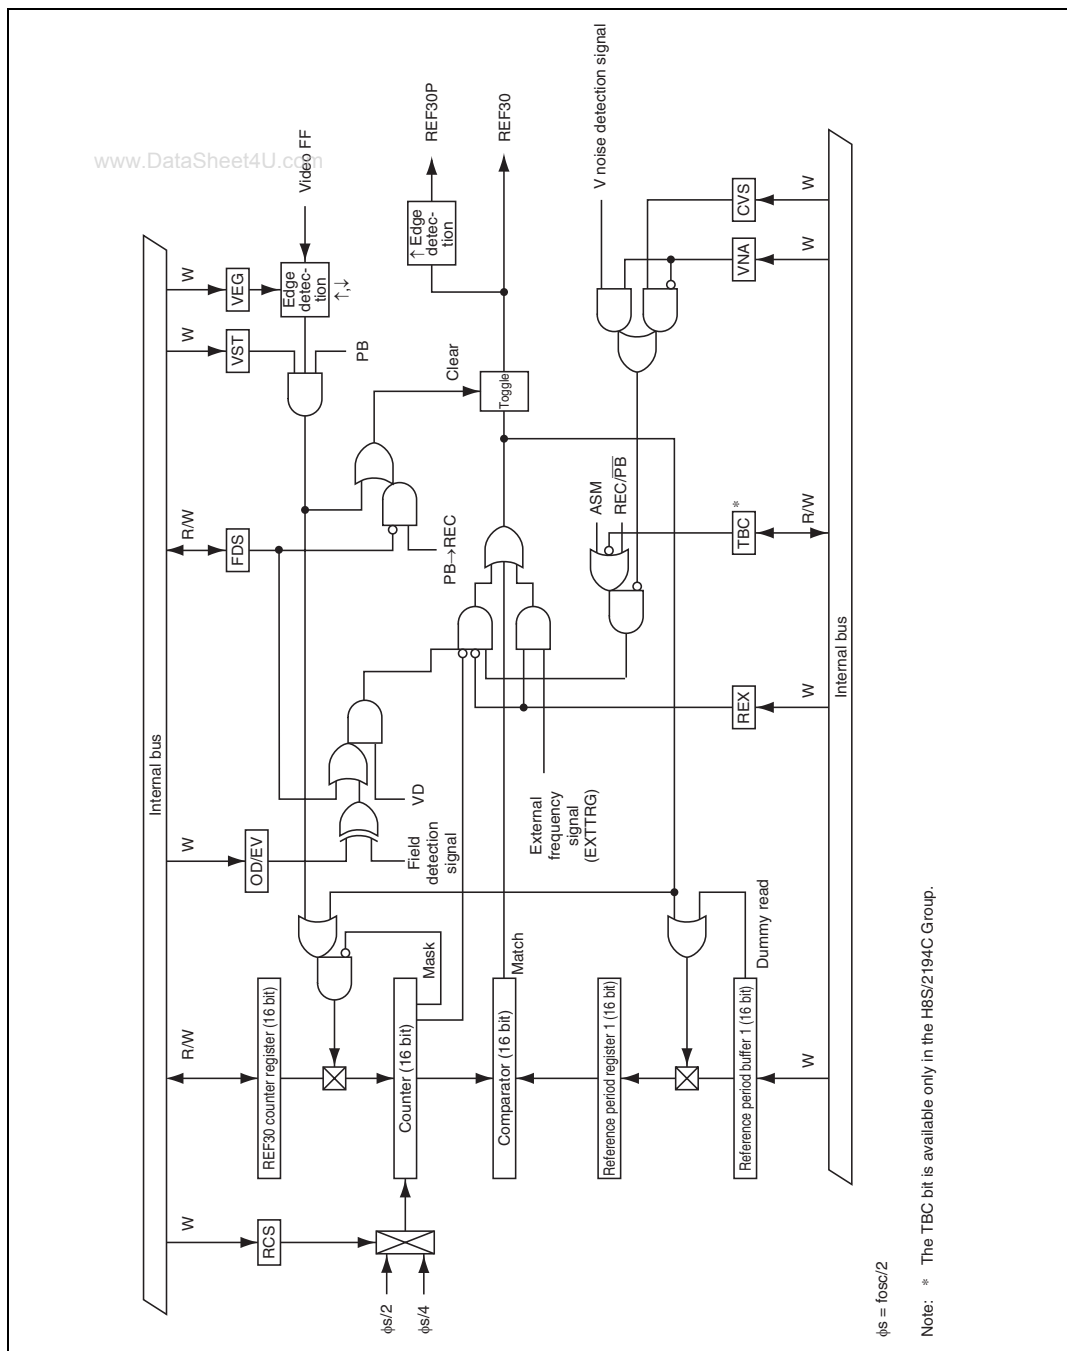 www.DataSheet4U.com
Internal bus
W
RCS
φs/2
φs/4
R/W
REF30 counter register (16 bit)
Counter (16 bit)
Mask
Comparator (16 bit)
Match
Reference period register 1 (16 bit)
Reference period buffer 1 (16 bit)
Dummy read
W
W
OD/EV
Field
detection
signal
VD
External
frequency
signal
(EXTTRG)
R/W
FDS
PB→REC
W
VST
PB
W
VEG
Edge
detec-
tion
↑,↓
Video FF
Clear
Toggle
↑ Edge
detec-
tion
REF30P
REF30
V noise detection signal
ASM
REC/PB
REX
W
TBC
*
R/W
VNA
W
CVS
W
Internal bus
φs = fosc/2
Note: * The TBC bit is available only in the H8S/2194C Group.